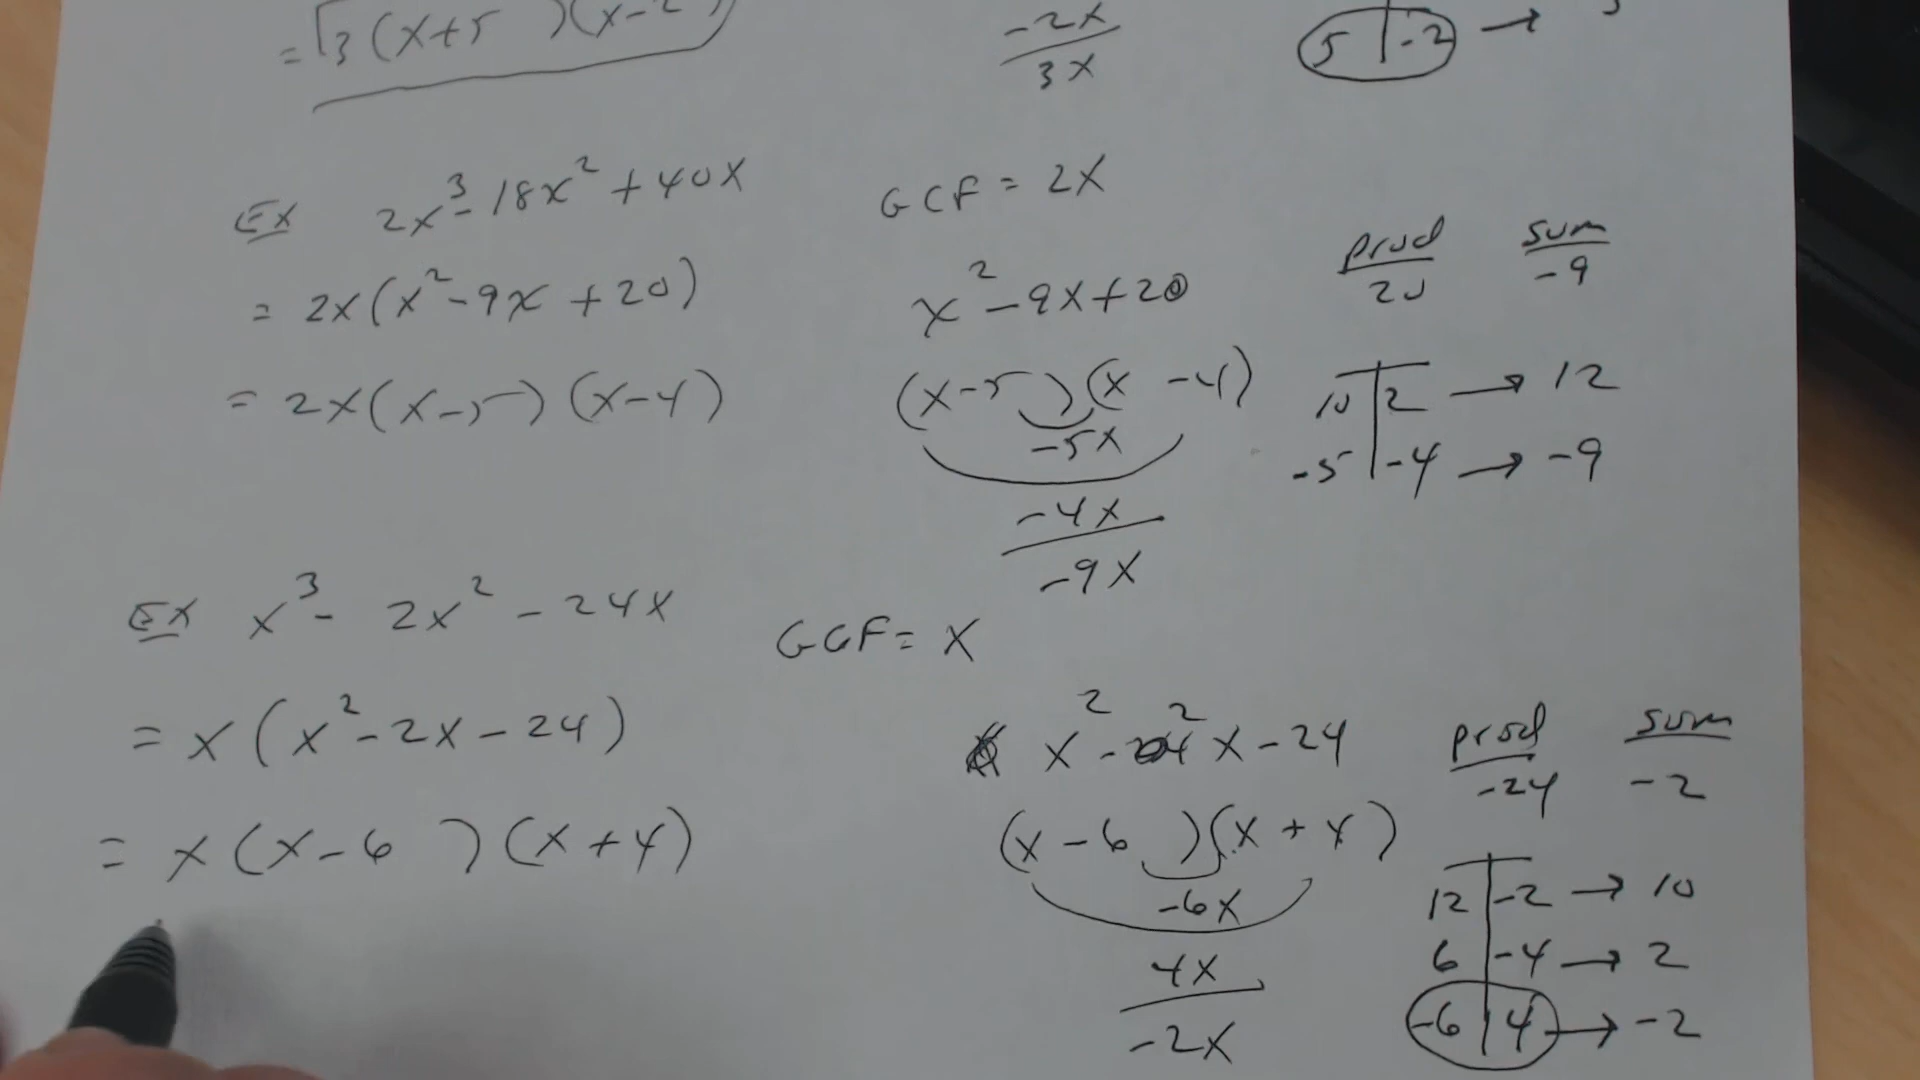 = 3(x+5)(x-2)
-2x
3x
5 | -2 →
Ex 2x³ - 18x² + 40x
GCF = 2x
= 2x(x² - 9x + 20)
x² - 9x + 20
prod sum
20 -9
= 2x(x-5)(x-4)
(x-5)(x-4)
-5x
-4x
-9x
10 | 2 → 12
-5 | -4 → -9
Ex x³ - 2x² - 24x
GCF = x
= x(x² - 2x - 24)
x² - 2x - 24
prod sum
-24 -2
= x(x-6)(x+4)
(x-6)(x+4)
-6x
4x
-2x
12 | -2 → 10
6 | -4 → 2
-6 | 4 → -2